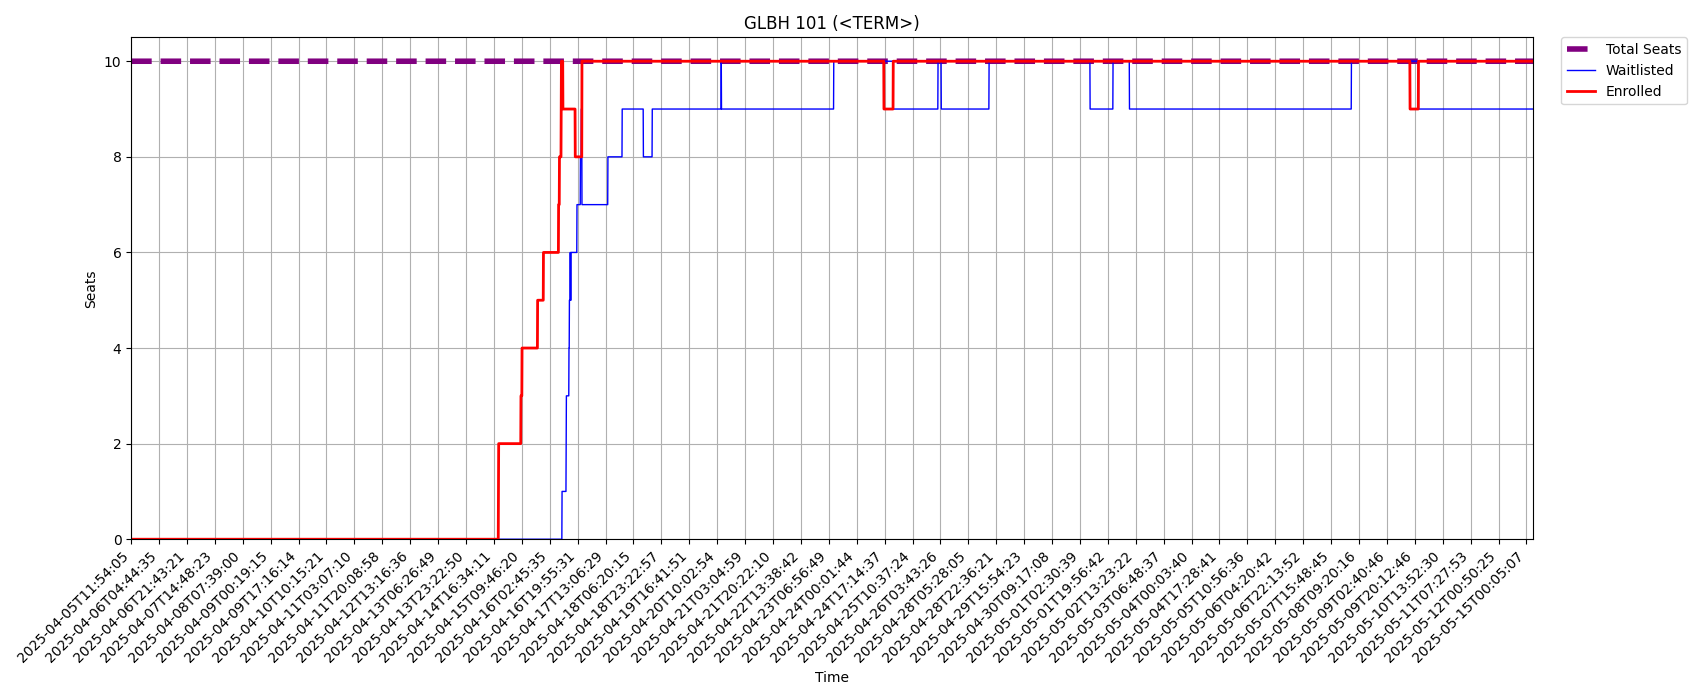 GLBH 101 (<TERM>)
Total Seats
Waitlisted
Enrolled
Seats
10
8
6
4
2
0
2025-04-05T11:54:05
2025-04-06T04:44:35
2025-04-06T21:43:21
2025-04-07T14:48:23
2025-04-08T07:39:00
2025-04-09T00:19:15
2025-04-09T17:16:14
2025-04-10T10:15:21
2025-04-11T03:07:10
2025-04-11T20:08:58
2025-04-12T13:16:36
2025-04-13T06:26:49
2025-04-13T23:22:50
2025-04-14T16:34:11
2025-04-15T09:46:20
2025-04-16T02:45:35
2025-04-16T19:55:31
2025-04-17T13:06:29
2025-04-18T06:20:15
2025-04-18T23:22:57
2025-04-19T16:41:51
2025-04-20T10:02:54
2025-04-21T03:04:59
2025-04-21T20:22:10
2025-04-22T13:38:42
2025-04-23T06:56:49
2025-04-24T00:01:44
2025-04-24T17:14:37
2025-04-25T10:37:24
2025-04-26T03:43:26
2025-04-28T05:28:05
2025-04-28T22:36:21
2025-04-29T15:54:23
2025-04-30T09:17:08
2025-05-01T02:30:39
2025-05-01T19:56:42
2025-05-02T13:23:22
2025-05-03T06:48:37
2025-05-04T00:03:40
2025-05-04T17:28:41
2025-05-05T10:56:36
2025-05-06T04:20:42
2025-05-06T22:13:52
2025-05-07T15:48:45
2025-05-08T09:20:16
2025-05-09T02:40:46
2025-05-09T20:12:46
2025-05-10T13:52:30
2025-05-11T07:27:53
2025-05-12T00:50:25
2025-05-15T00:05:07
Time